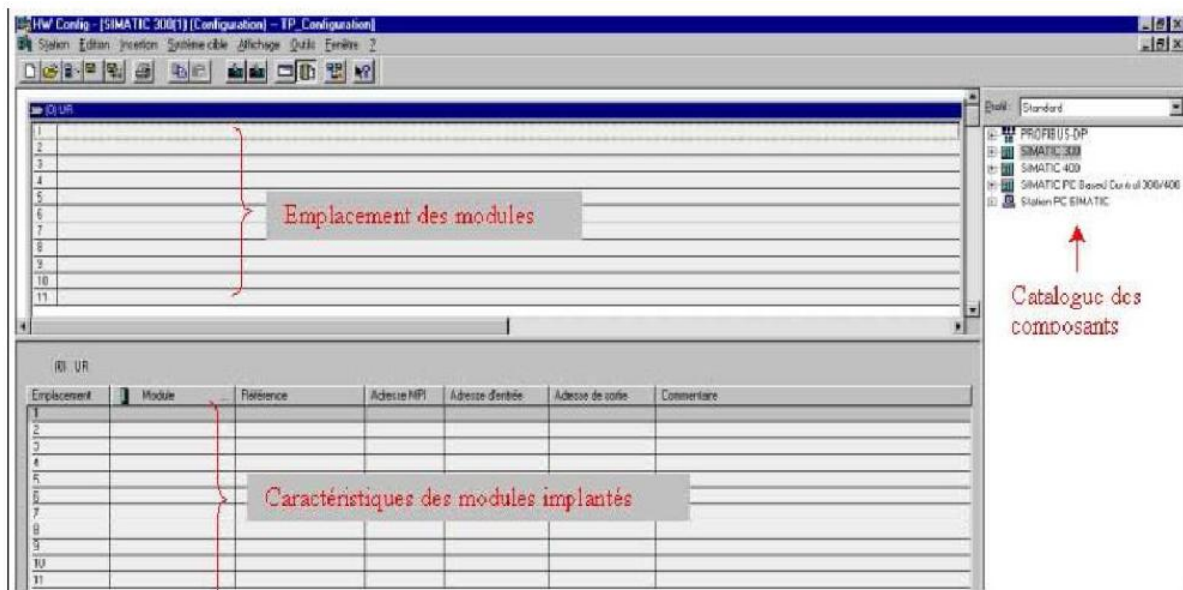 HW Config - [SIMATIC 300(1) (Configuration) -- TP_Configuration]
Station Edition Insertion Système cible Affichage Outils Fenêtre ?
(0) UR
1
2
3
4
5
6
7
8
9
10
11
Emplacement des modules
Profil: Standard
PROFIBUS-DP
SIMATIC 300
SIMATIC 400
SIMATIC PC Based Control 300/400
Station PC SIMATIC
Catalogue des
composants
(0) UR
Emplacement Module ... Référence Adresse MPI Adresse d'entrée Adresse de sortie Commentaire
1
2
3
4
5
6
7
8
9
10
11
Caractéristiques des modules implantés